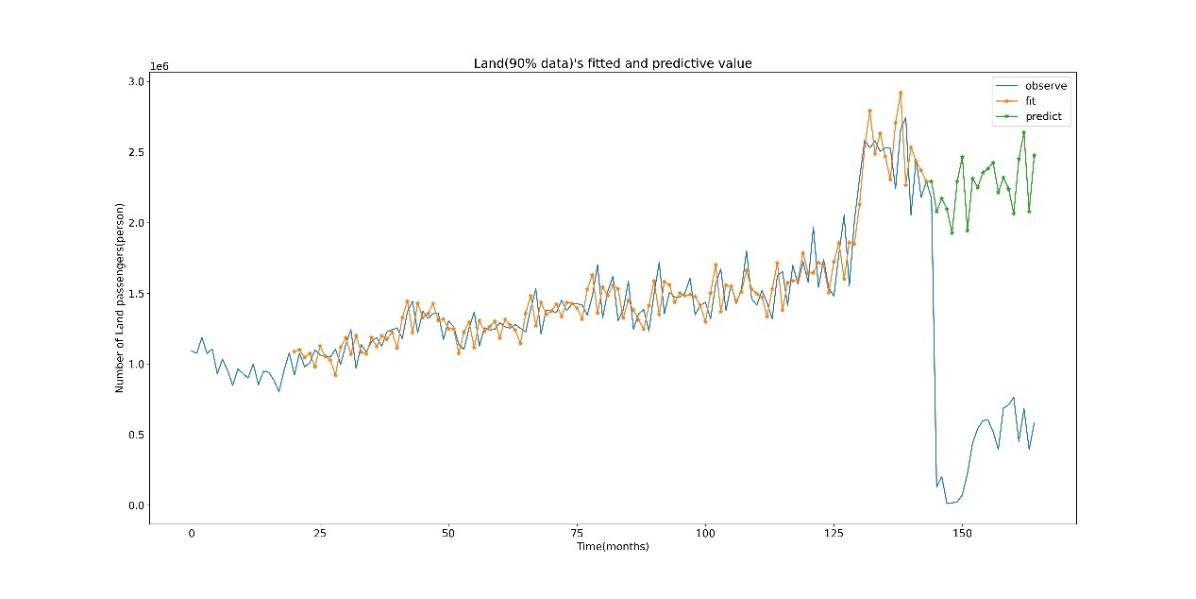 Land(90% data)'s fitted and predictive value
1e6
observe
fit
predict
3.0
2.5
2.0
1.5
1.0
0.5
0.0
Number of Land passengers(person)
0 25 50 75 100 125 150
Time(months)